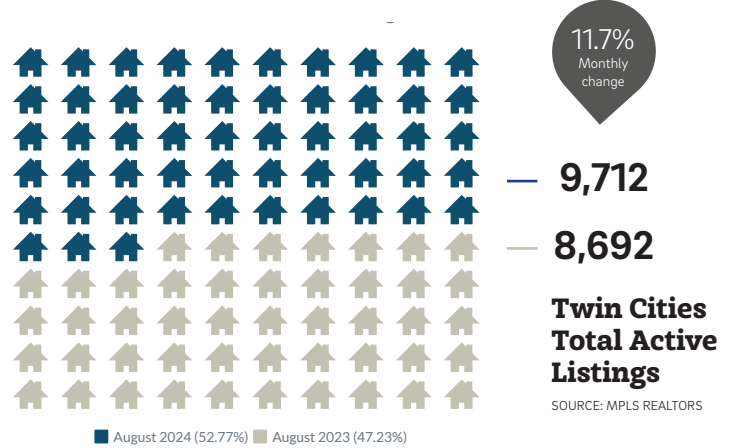 11.7%
Monthly
change
9,712
8,692
Twin Cities
Total Active
Listings
SOURCE: MPLS REALTORS
August 2024 (52.77%) August 2023 (47.23%)